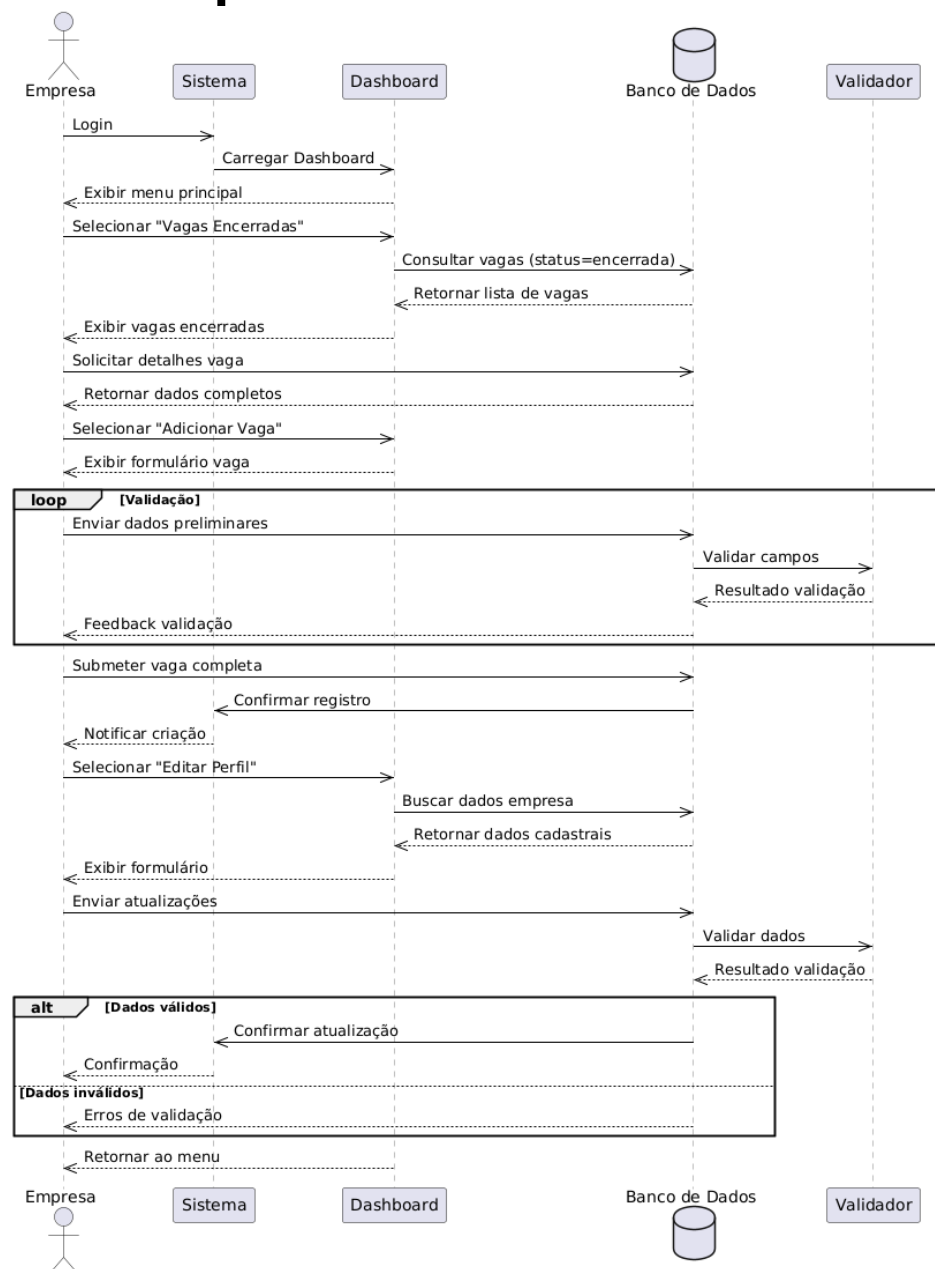 Empresa
Sistema
Dashboard
Banco de Dados
Validador
Login
Carregar Dashboard
Exibir menu principal
Selecionar "Vagas Encerradas"
Consultar vagas (status=encerrada)
Retornar lista de vagas
Exibir vagas encerradas
Solicitar detalhes vaga
Retornar dados completos
Selecionar "Adicionar Vaga"
Exibir formulário vaga
loop [Validação]
Enviar dados preliminares
Validar campos
Resultado validação
Feedback validação
Submeter vaga completa
Confirmar registro
Notificar criação
Selecionar "Editar Perfil"
Buscar dados empresa
Retornar dados cadastrais
Exibir formulário
Enviar atualizações
Validar dados
Resultado validação
alt [Dados válidos]
Confirmar atualização
Confirmação
[Dados inválidos]
Erros de validação
Retornar ao menu
Empresa
Sistema
Dashboard
Banco de Dados
Validador